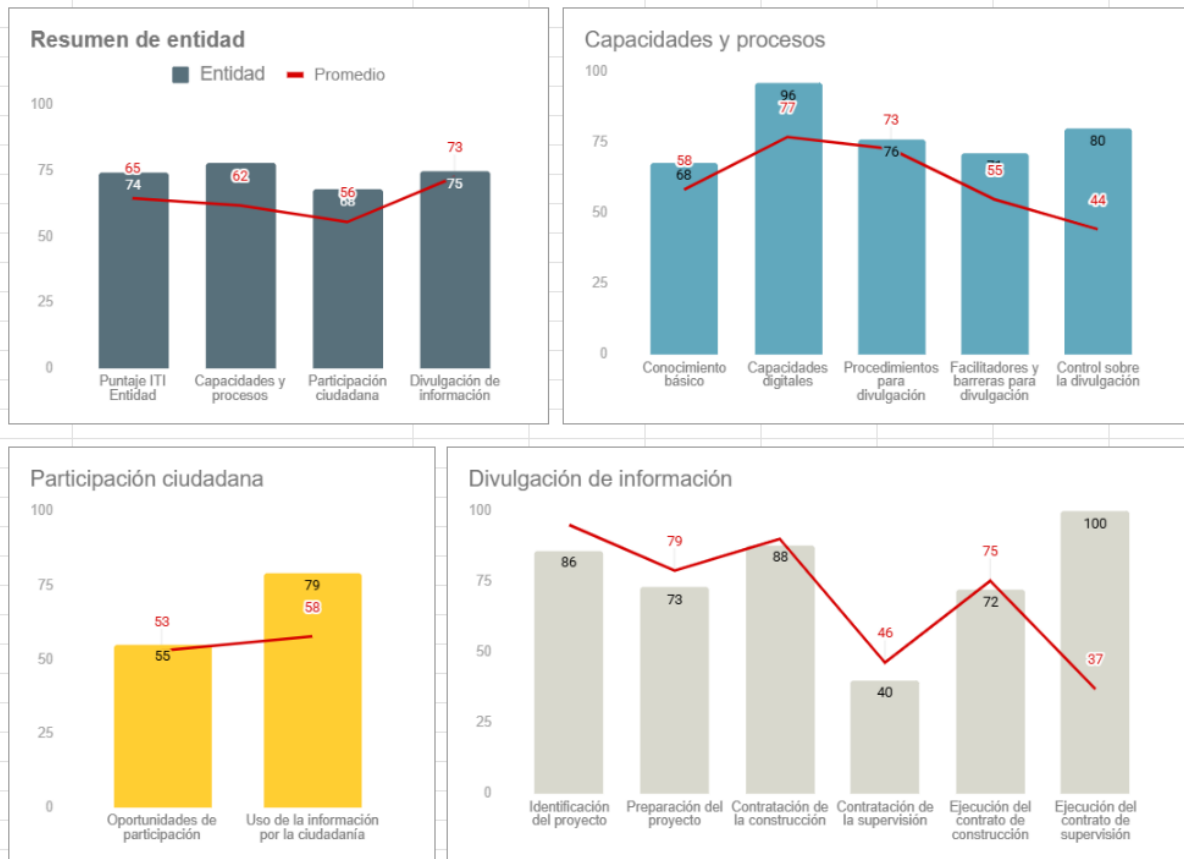 Resumen de entidad
Entidad
Promedio
100
75
50
25
0
65
74
62
56
73
75
Puntaje ITI
Entidad
Capacidades y
procesos
Participación
ciudadana
Divulgación de
información
Capacidades y procesos
100
75
50
25
0
58
68
96
77
73
76
55
80
44
Conocimiento
básico
Capacidades
digitales
Procedimientos
para
divulgación
Facilitadores y
barreras para
divulgación
Control sobre
la divulgación
Participación ciudadana
100
75
50
25
0
53
55
79
58
Oportunidades de
participación
Uso de la información
por la ciudadanía
Divulgación de información
100
75
50
25
0
86
79
73
88
46
40
75
72
100
37
Identificación
del proyecto
Preparación del
proyecto
Contratación de
la construcción
Contratación de
la supervisión
Ejecución del
contrato de
construcción
Ejecución del
contrato de
supervisión